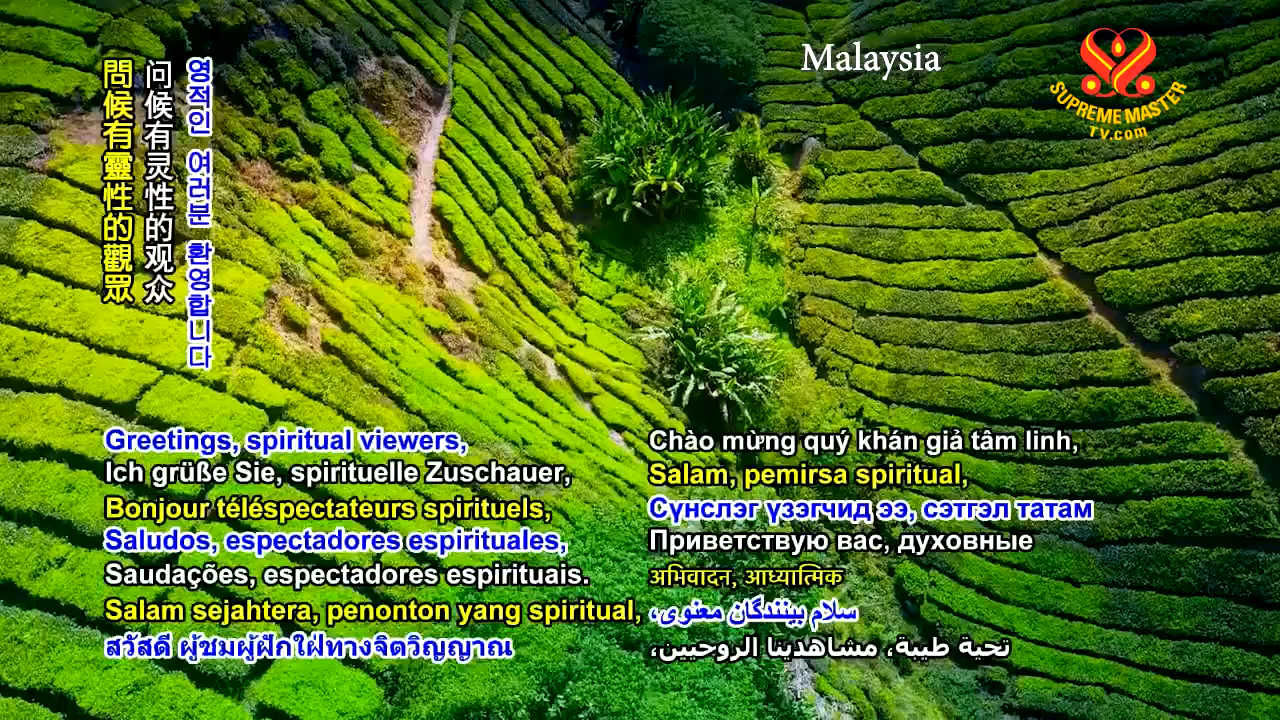 Malaysia
SUPREME MASTER
TV.com
영적인 여러분 환영합니다
问候有灵性的观众
問候有靈性的觀眾
Greetings, spiritual viewers,
Ich grüße Sie, spirituelle Zuschauer,
Bonjour téléspectateurs spirituels,
Saludos, espectadores espirituales,
Saudações, espectadores espirituais.
Salam sejahtera, penonton yang spiritual,
สวัสดี ผู้ชมผู้ฝักใฝ่ทางจิตวิญญาณ
Chào mừng quý khán giả tâm linh,
Salam, pemirsa spiritual,
Сүнслэг үзэгчид ээ, сэтгэл татам
Приветствую вас, духовные
अभिवादन, आध्यात्मिक
سلام بینندگان معنوی،
تحية طيبة، مشاهدينا الروحيين،